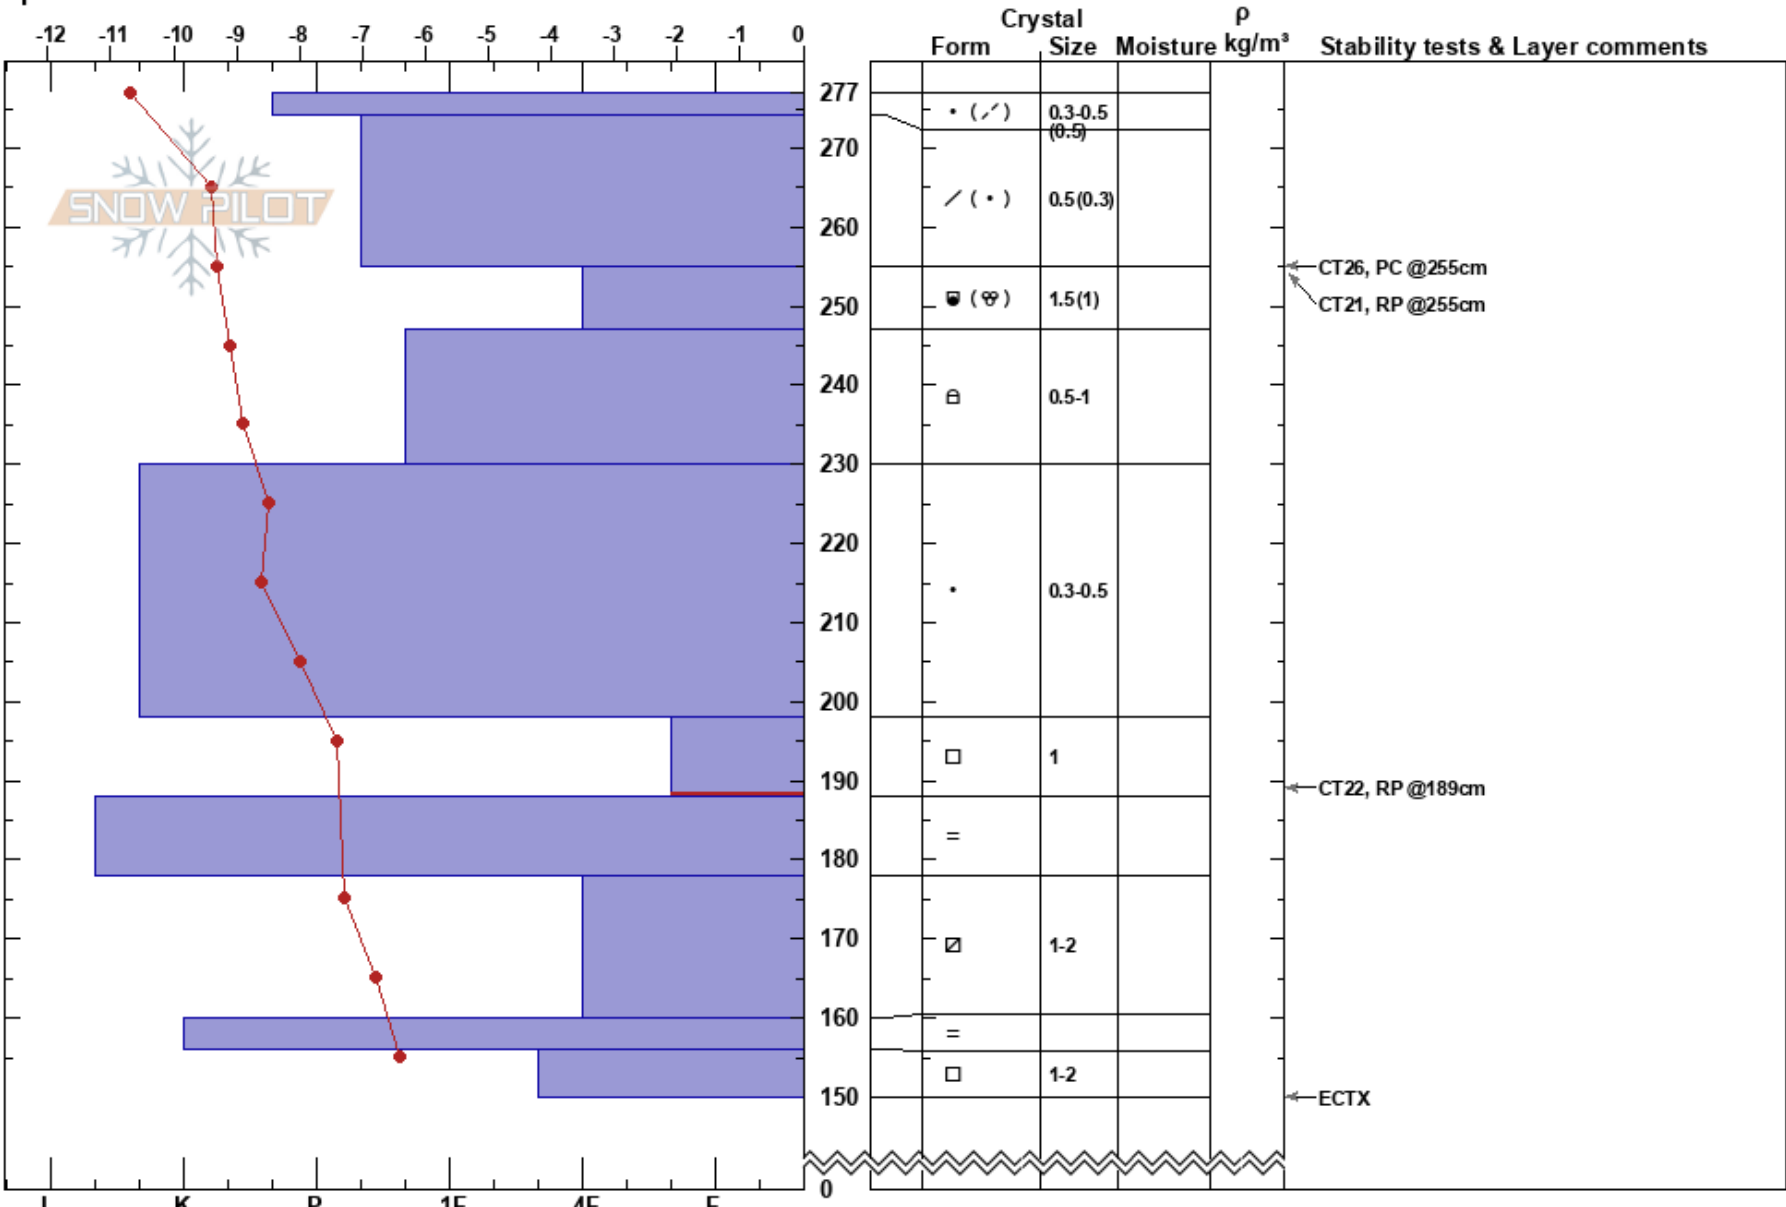 Crystal ρ
-12 -11 -10 -9 -8 -7 -6 -5 -4 -3 -2 -1 0 Form Size Moisture kg/m³ Stability tests & Layer comments
277
• ( ⟋ ) 0.3-0.5
(0.5)
270
SNOW PILOT
/ ( • ) 0.5(0.3)
260
CT26, PC @255cm
1.5(1)
250 CT21, RP @255cm
240
0.5-1
230
220
• 0.3-0.5
210
200
□ 1
190 CT22, RP @189cm
=
180
170 1-2
160
=
□ 1-2
150 ECTX
0
I K P 1F 4F F